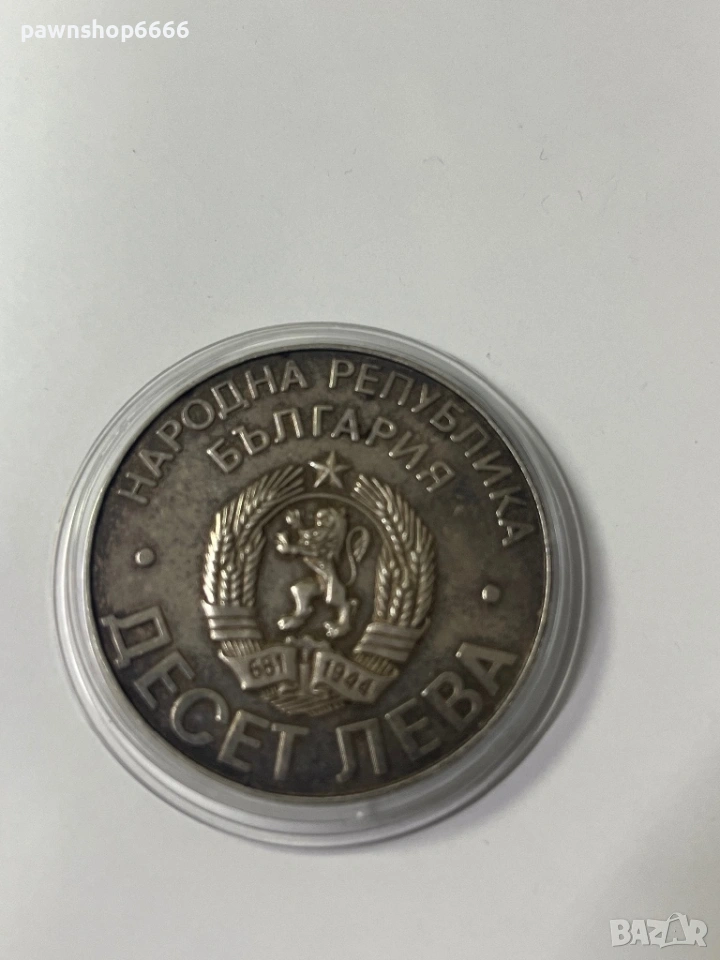 pawnshop6666
НАРОДНА РЕПУБЛИКА
БЪЛГАРИЯ
681 1944
ДЕСЕТ ЛЕВА
BAZAR